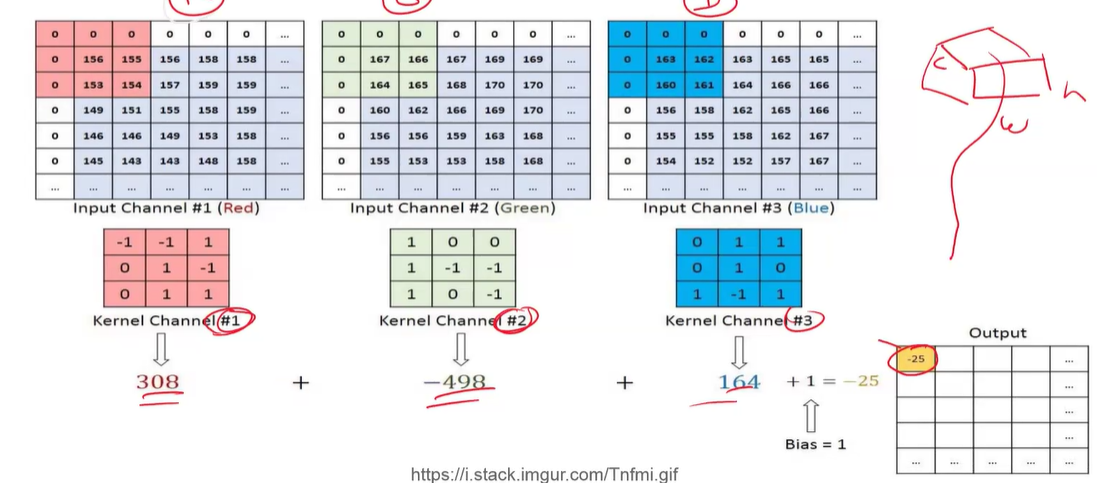 0 0 0 0 0 0 ... 0 0 0 0 0 0 ... 0 0 0 0 0 0 ...
0 156 155 156 158 158 ... 0 167 166 167 169 169 ... 0 163 162 163 165 165 ...
0 153 154 157 159 159 ... 0 164 165 168 170 170 ... 0 160 161 164 166 166 ...
0 149 151 155 158 159 ... 0 160 162 166 169 170 ... 0 156 158 162 165 166 ...
0 146 146 149 153 158 ... 0 156 156 159 163 168 ... 0 155 155 158 162 167 ...
0 145 143 143 148 158 ... 0 155 153 153 158 168 ... 0 154 152 152 157 167 ...
... ... ... ... ... ... ... ... ... ... ... ... ... ... ... ... ... ... ... ... ...
Input Channel #1 (Red) Input Channel #2 (Green) Input Channel #3 (Blue)
c
h
w
-1 -1 1 1 0 0 0 1 1
0 1 -1 1 -1 -1 0 1 0
0 1 1 1 0 -1 1 -1 1
Kernel Channel #1 Kernel Channel #2 Kernel Channel #3
Output
-25 ...
...
...
...
... ... ... ... ...
308 + −498 + 164 + 1 = −25
Bias = 1
https://i.stack.imgur.com/Tnfmi.gif